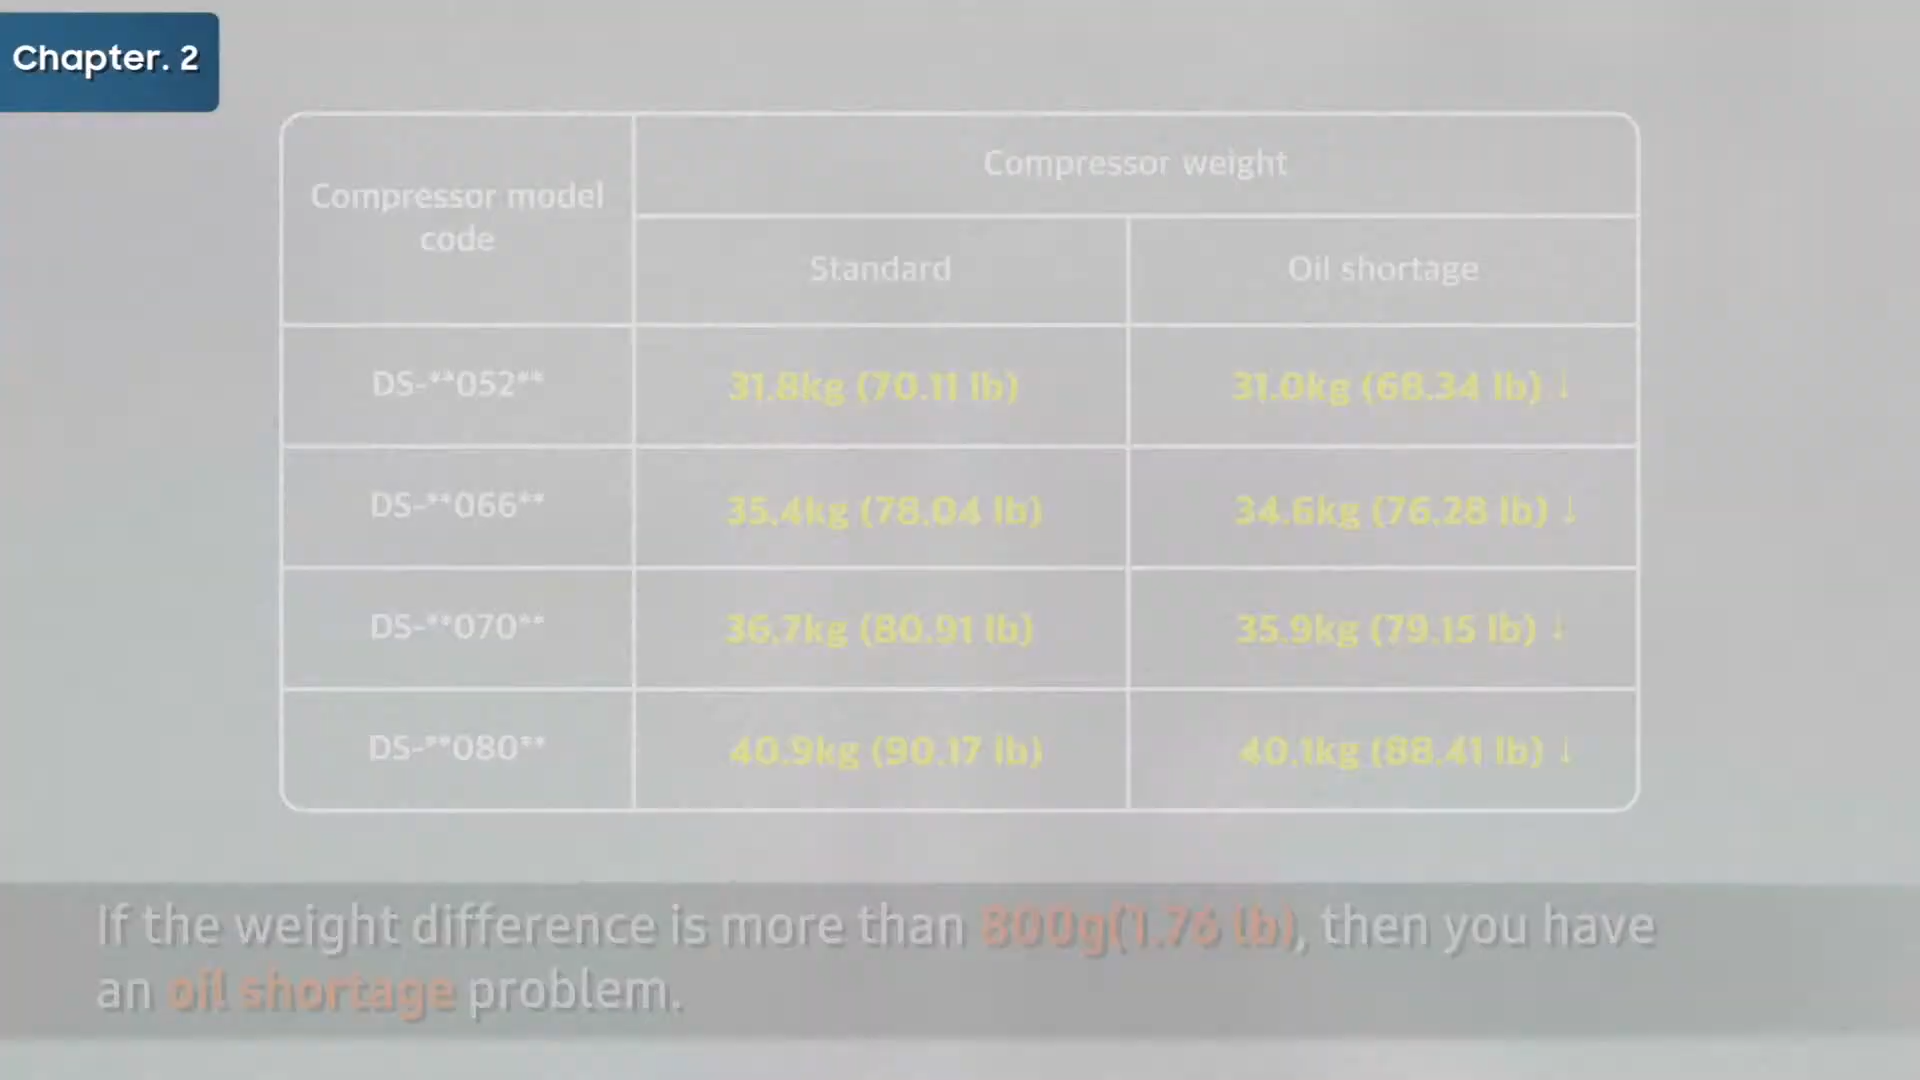 Chapter. 2
Compressor model
code
Compressor weight
Standard
Oil shortage
DS-**052**
31.8kg (70.11 lb)
31.0kg (68.34 lb) ↓
DS-**066**
35.4kg (78.04 lb)
34.6kg (76.28 lb) ↓
DS-**070**
36.7kg (80.91 lb)
35.9kg (79.15 lb) ↓
DS-**080**
40.9kg (90.17 lb)
40.1kg (88.41 lb) ↓
If the weight difference is more than 800g(1.76 lb), then you have
an oil shortage problem.